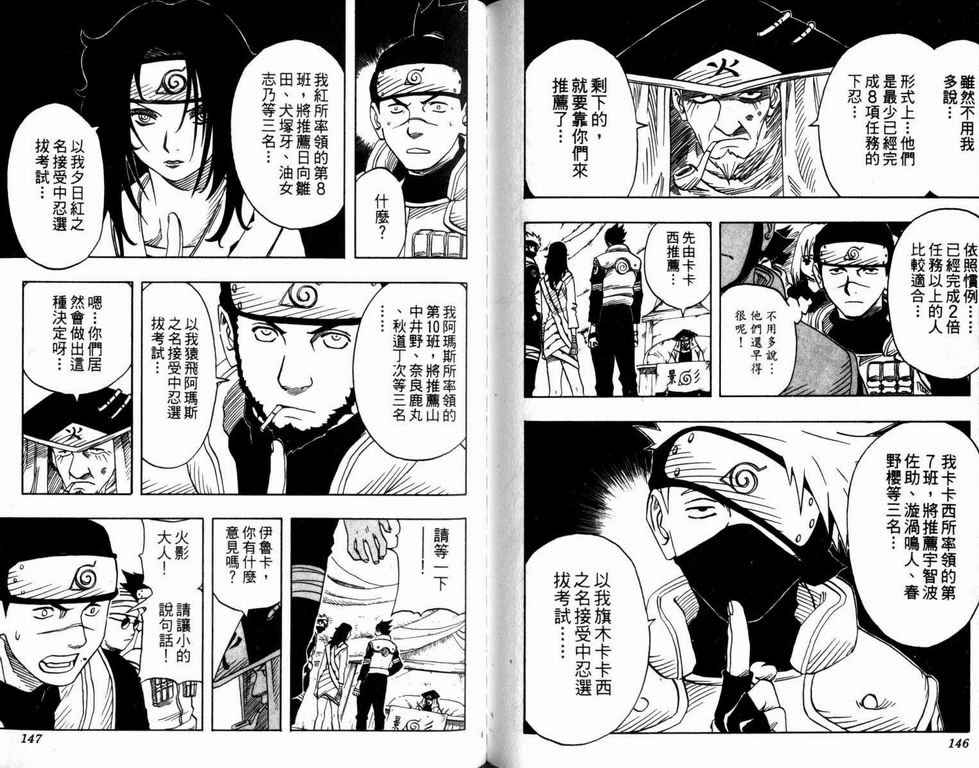 雖然不用我
多說…
形式上…他們
是最少已經完
成8項任務的
下忍…
剩下的，
就要靠你們來
推薦了…
火
依照慣例…
已經完成2倍
任務以上的人
比較適合…
不用多說…
他們還早得
很呢！
先由卡卡
西推薦…
我卡卡西所率領的第
7班，將推薦宇智波
佐助、漩渦鳴人、春
野櫻等三名…
以我旗木卡卡西
之名接受中忍選
拔考試…
146
什麼？
我紅所率領的第8
班，將推薦日向雛
田、犬塚牙、油女
志乃等三名…
以我夕日紅之
名接受中忍選
拔考試…
我阿瑪斯所率領的
第10班，將推薦山
中井野、奈良鹿丸
、秋道丁次等三名
……
以我猿飛阿瑪斯
之名接受中忍選
拔考試…
嗯…你們居
然會做出這
種決定呀…
火
請等一下
……！
伊魯卡，
你有什麼
意見嗎？
火影
大人！
請讓小的
說句話！
147